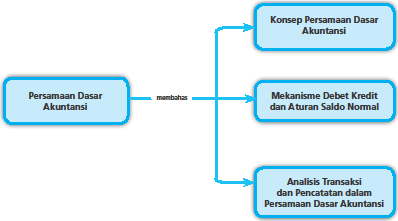 Konsep Persamaan Dasar
Akuntansi
Persamaan Dasar
Akuntansi
membahas
Mekanisme Debet Kredit
dan Aturan Saldo Normal
Analisis Transaksi
dan Pencatatan dalam
Persamaan Dasar Akuntansi